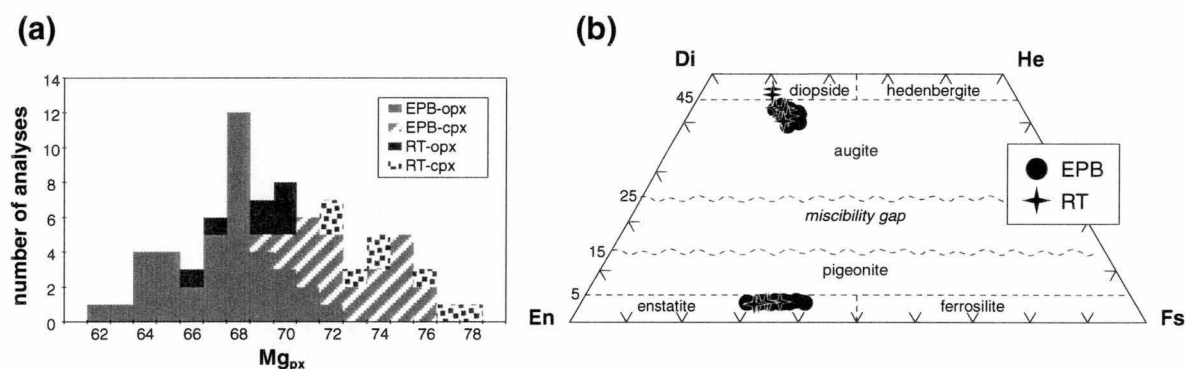 (a)
number of analyses
14
12
10
8
6
4
2
0
62 64 66 68 70 72 74 76 78
Mgpx
EPB-opx
EPB-cpx
RT-opx
RT-cpx
(b)
Di He
45 diopside hedenbergite
augite
25
miscibility gap
15
pigeonite
5
enstatite ferrosilite
En Fs
EPB
RT